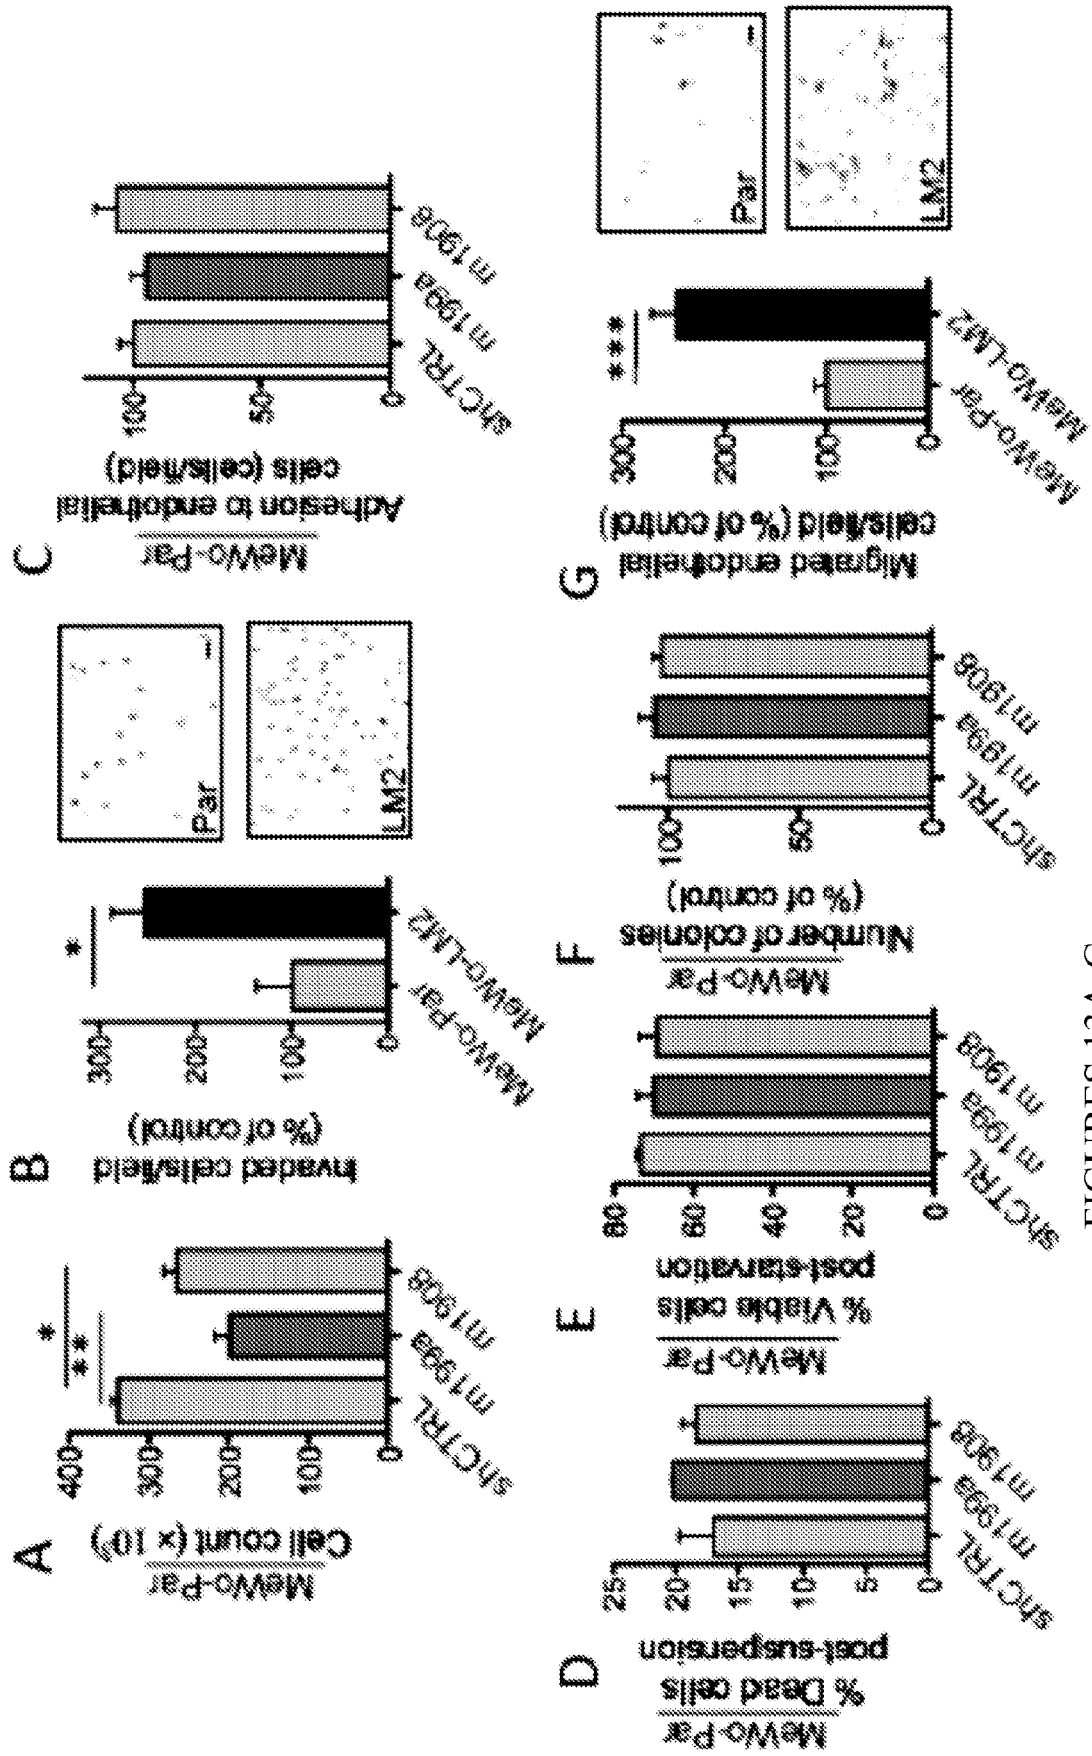 A
MeWo-Par
Cell count (x 10³)
400
300
200
100
0
*
**
shCTRL
m199a
m1908
B
Invaded cells/field
(% of control)
300
200
100
0
*
MeWo-Par
MeWo-LM2
Par
LM2
C
MeWo-Par
Adhesion to endothelial
cells (cells/field)
100
50
0
shCTRL
m199a
m1908
D
MeWo-Par
% Dead cells
post-suspension
25
20
15
10
5
0
shCTRL
m199a
m1908
E
MeWo-Par
% Viable cells
post-starvation
80
60
40
20
0
shCTRL
m199a
m1908
F
MeWo-Par
Number of colonies
(% of control)
100
50
0
shCTRL
m199a
m1908
G
Migrated endothelial
cells/field (% of control)
300
200
100
0
***
MeWo-Par
MeWo-LM2
Par
LM2